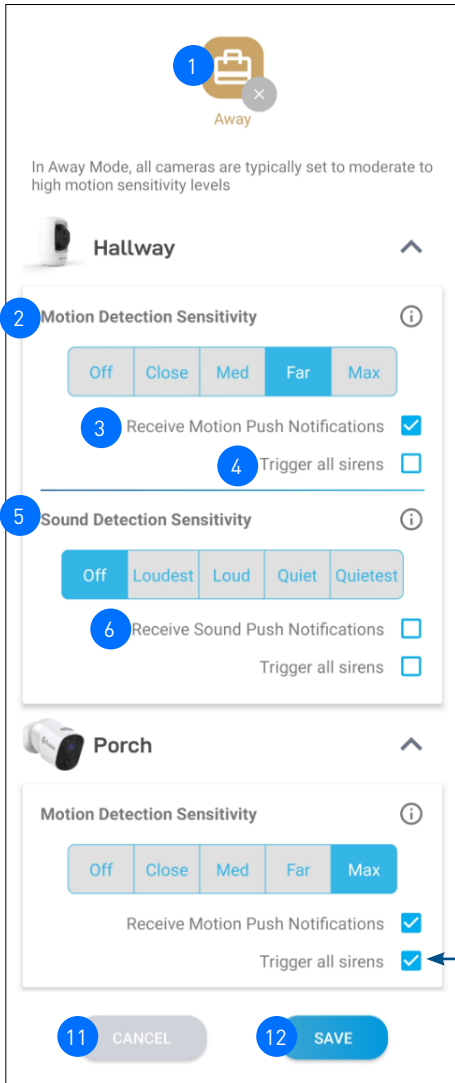 1
Away
In Away Mode, all cameras are typically set to moderate to
high motion sensitivity levels
Hallway
2 Motion Detection Sensitivity
Off Close Med Far Max
3 Receive Motion Push Notifications
4 Trigger all sirens
5 Sound Detection Sensitivity
Off Loudest Loud Quiet Quietest
6 Receive Sound Push Notifications
Trigger all sirens
Porch
Motion Detection Sensitivity
Off Close Med Far Max
Receive Motion Push Notifications
Trigger all sirens
11 CANCEL 12 SAVE